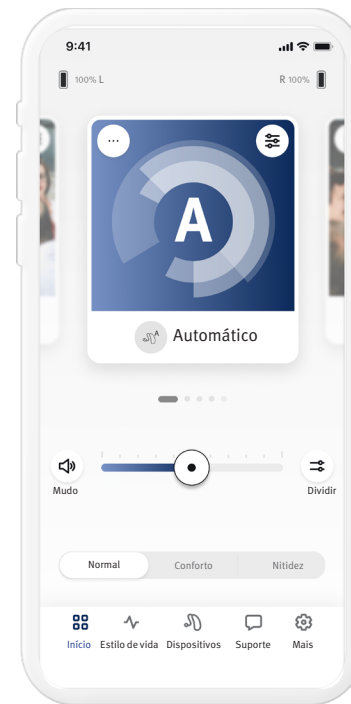 9:41
100% L
R 100%
A
A
Automático
Mudo
Dividir
Normal
Conforto
Nitidez
Início
Estilo de vida
Dispositivos
Suporte
Mais